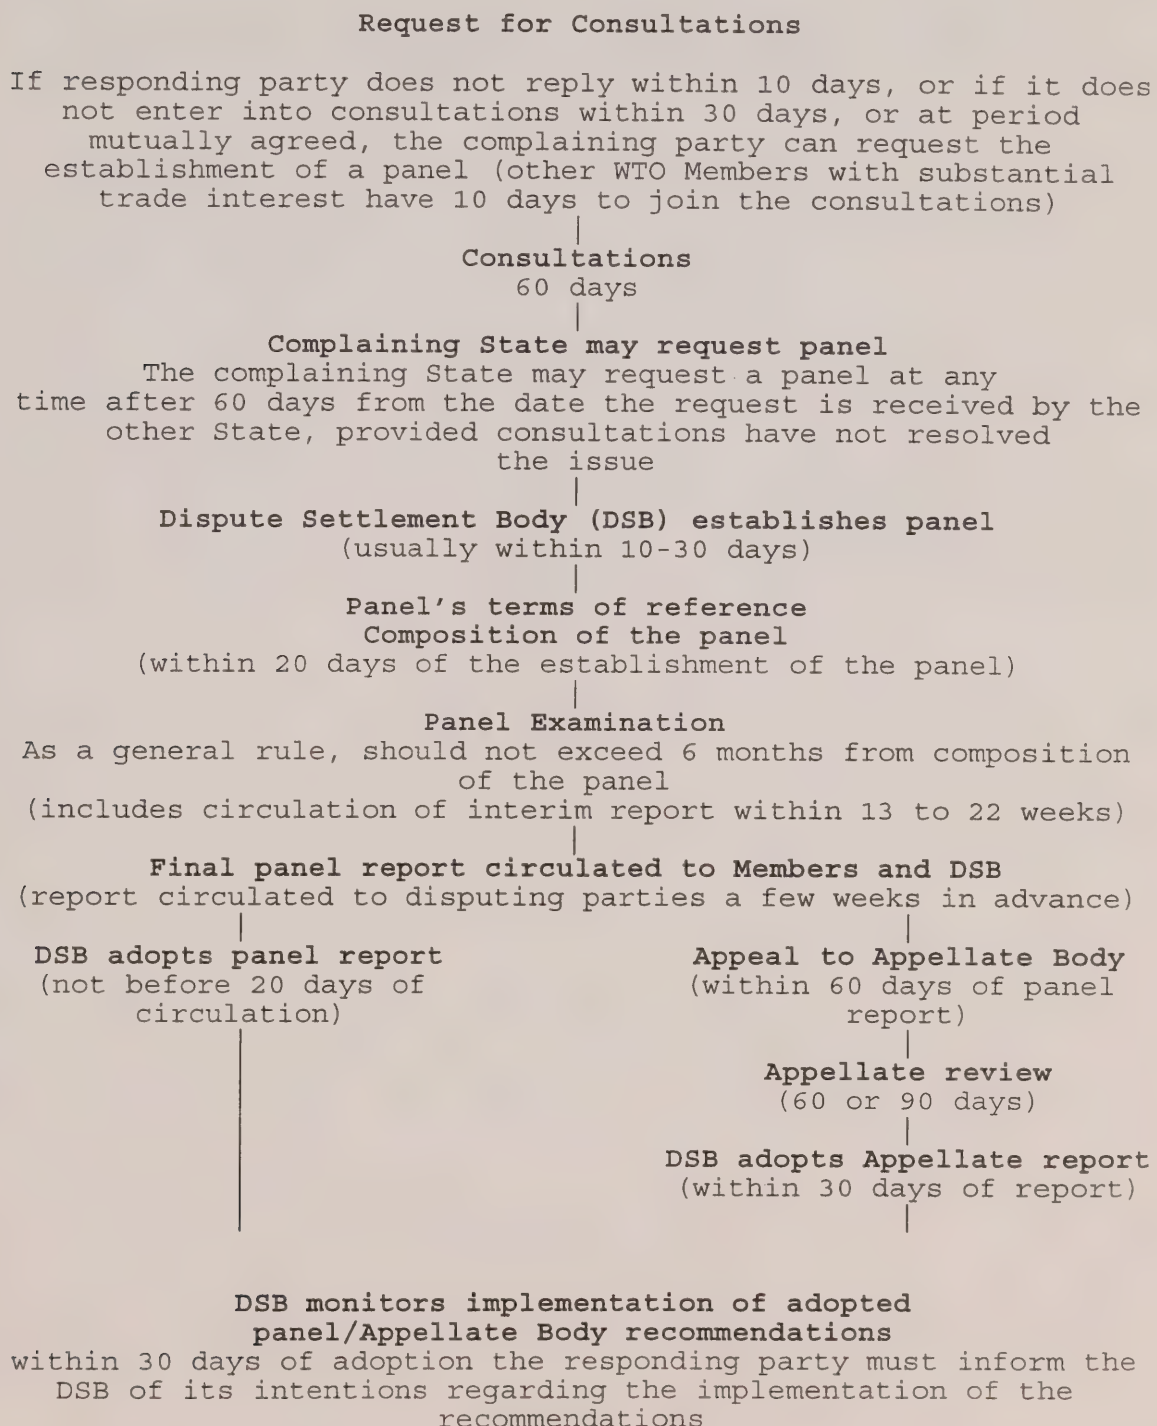 Request for Consultations
If responding party does not reply within 10 days, or if it does
not enter into consultations within 30 days, or at period
mutually agreed, the complaining party can request the
establishment of a panel (other WTO Members with substantial
trade interest have 10 days to join the consultations)
Consultations
60 days
Complaining State may request panel
The complaining State may request a panel at any
time after 60 days from the date the request is received by the
other State, provided consultations have not resolved
the issue
Dispute Settlement Body (DSB) establishes panel
(usually within 10-30 days)
Panel's terms of reference
Composition of the panel
(within 20 days of the establishment of the panel)
Panel Examination
As a general rule, should not exceed 6 months from composition
of the panel
(includes circulation of interim report within 13 to 22 weeks)
Final panel report circulated to Members and DSB
(report circulated to disputing parties a few weeks in advance)
DSB adopts panel report
(not before 20 days of
circulation)
Appeal to Appellate Body
(within 60 days of panel
report)
Appellate review
(60 or 90 days)
DSB adopts Appellate report
(within 30 days of report)
DSB monitors implementation of adopted
panel/Appellate Body recommendations
within 30 days of adoption the responding party must inform the
DSB of its intentions regarding the implementation of the
recommendations